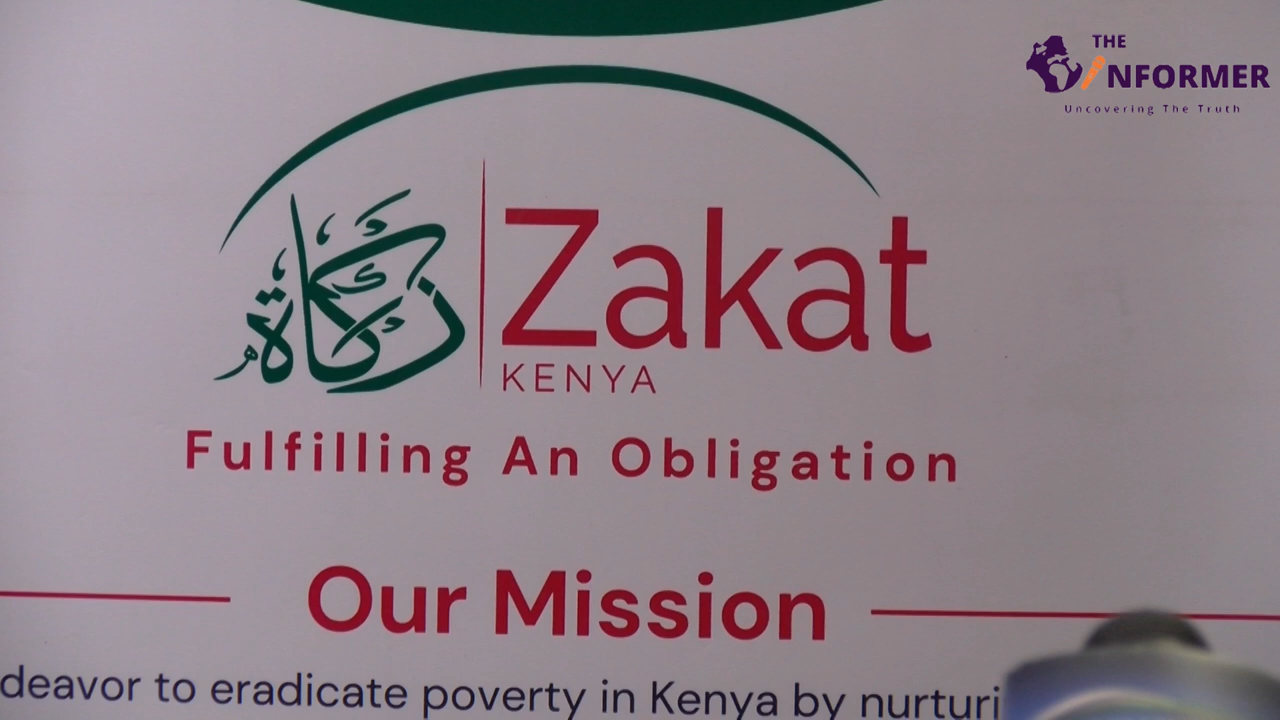 THE
INFORMER
Uncovering The Truth
زكاة
Zakat
KENYA
Fulfilling An Obligation
Our Mission
deavor to eradicate poverty in Kenya by nurturi